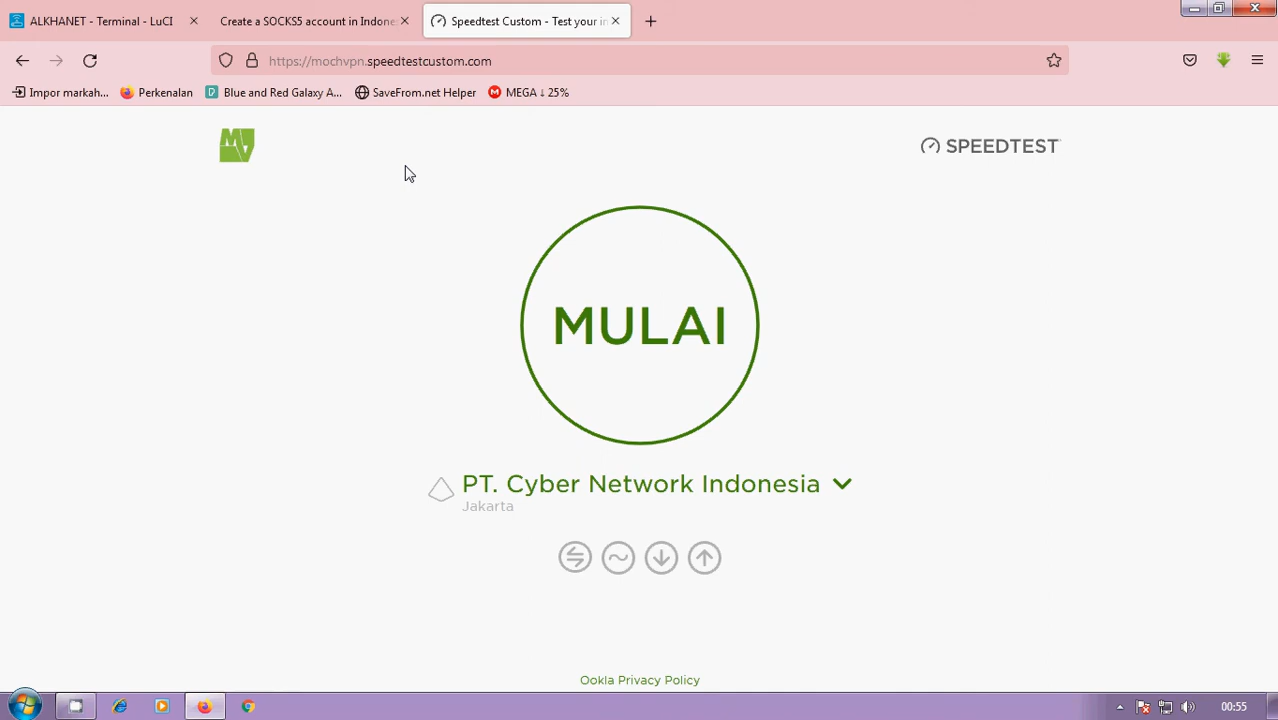 ALKHANET - Terminal - LuCI
Create a SOCKS5 account in Indone
Speedtest Custom - Test your in
https://mochvpn.speedtestcustom.com
Impor markah...
Perkenalan
Blue and Red Galaxy A...
SaveFrom.net Helper
MEGA ↓ 25%
MV
SPEEDTEST
MULAI
PT. Cyber Network Indonesia
Jakarta
Ookla Privacy Policy
00:55